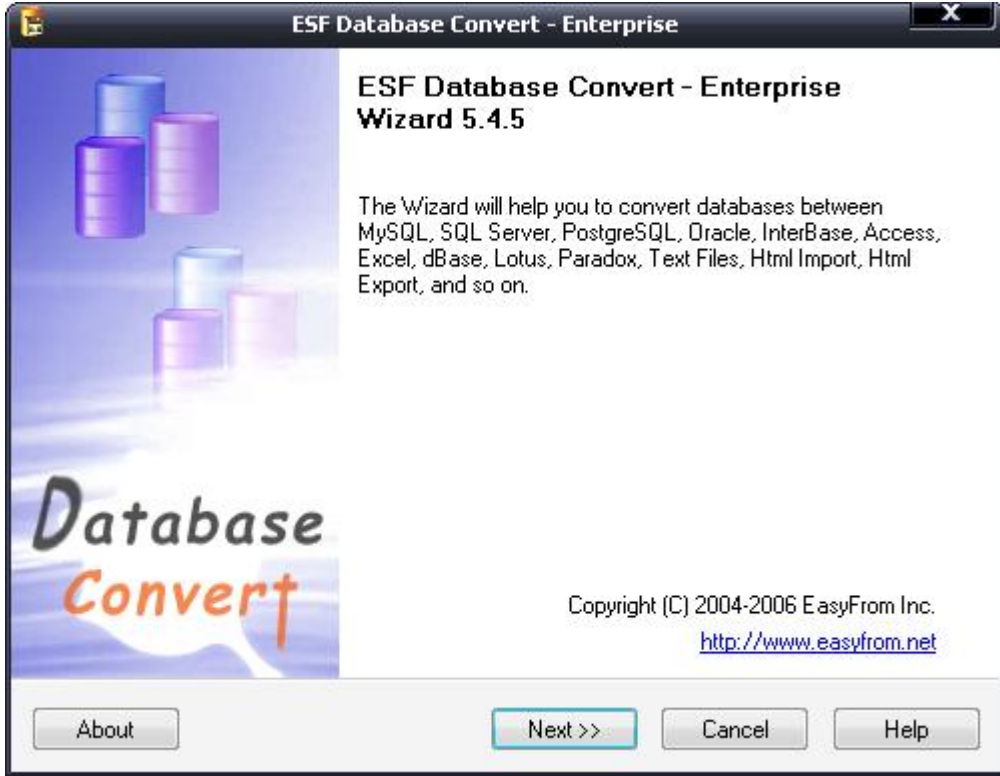 ESF Database Convert - Enterprise
X
ESF Database Convert - Enterprise
Wizard 5.4.5
The Wizard will help you to convert databases between
MySQL, SQL Server, PostgreSQL, Oracle, InterBase, Access,
Excel, dBase, Lotus, Paradox, Text Files, Html Import, Html
Export, and so on.
Database
Convert
Copyright (C) 2004-2006 EasyFrom Inc.
http://www.easyfrom.net
About
Next >>
Cancel
Help